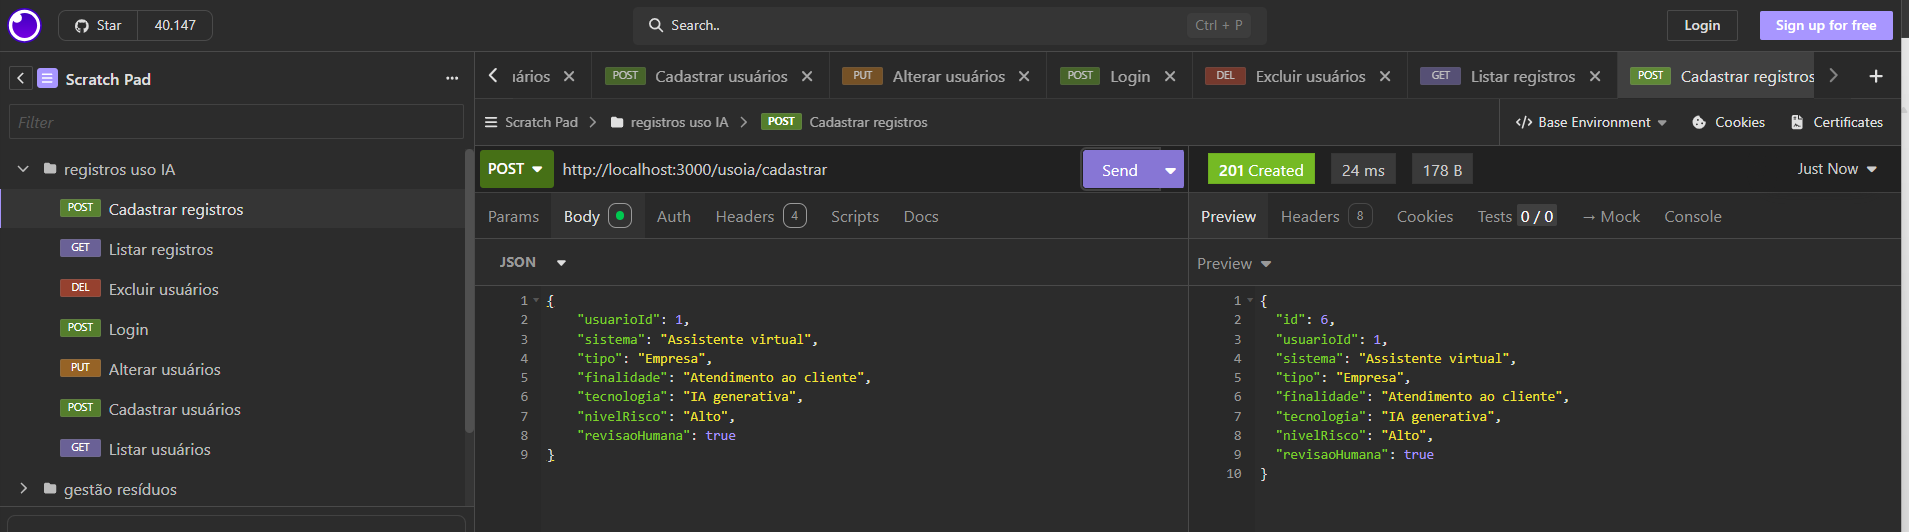 Star 40.147 Search.. Ctrl + P Login Sign up for free
Scratch Pad
Filter
registros uso IA
POST Cadastrar registros
GET Listar registros
DEL Excluir usuários
POST Login
PUT Alterar usuários
POST Cadastrar usuários
GET Listar usuários
gestão resíduos
ıários POST Cadastrar usuários PUT Alterar usuários POST Login DEL Excluir usuários GET Listar registros POST Cadastrar registros
Scratch Pad registros uso IA POST Cadastrar registros Base Environment Cookies Certificates
POST http://localhost:3000/usoia/cadastrar Send
Params Body Auth Headers 4 Scripts Docs
JSON
1 {
2 "usuarioId": 1,
3 "sistema": "Assistente virtual",
4 "tipo": "Empresa",
5 "finalidade": "Atendimento ao cliente",
6 "tecnologia": "IA generativa",
7 "nivelRisco": "Alto",
8 "revisaoHumana": true
9 }
201 Created 24 ms 178 B Just Now
Preview Headers 8 Cookies Tests 0 / 0 → Mock Console
Preview
1 {
2 "id": 6,
3 "usuarioId": 1,
4 "sistema": "Assistente virtual",
5 "tipo": "Empresa",
6 "finalidade": "Atendimento ao cliente",
7 "tecnologia": "IA generativa",
8 "nivelRisco": "Alto",
9 "revisaoHumana": true
10 }